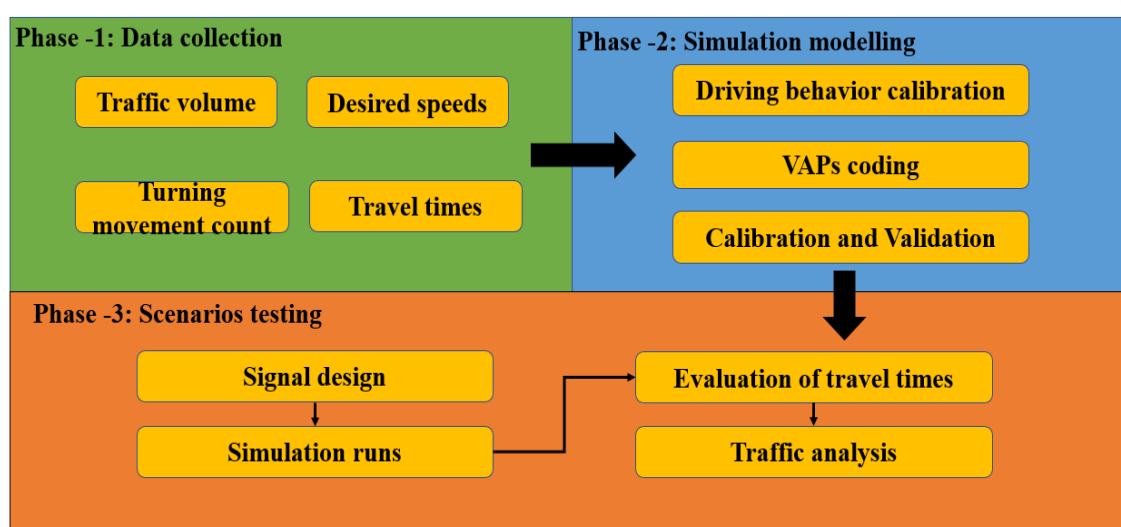 Phase -1: Data collection
Traffic volume
Desired speeds
Turning
movement count
Travel times
Phase -2: Simulation modelling
Driving behavior calibration
VAPs coding
Calibration and Validation
Phase -3: Scenarios testing
Signal design
Simulation runs
Evaluation of travel times
Traffic analysis